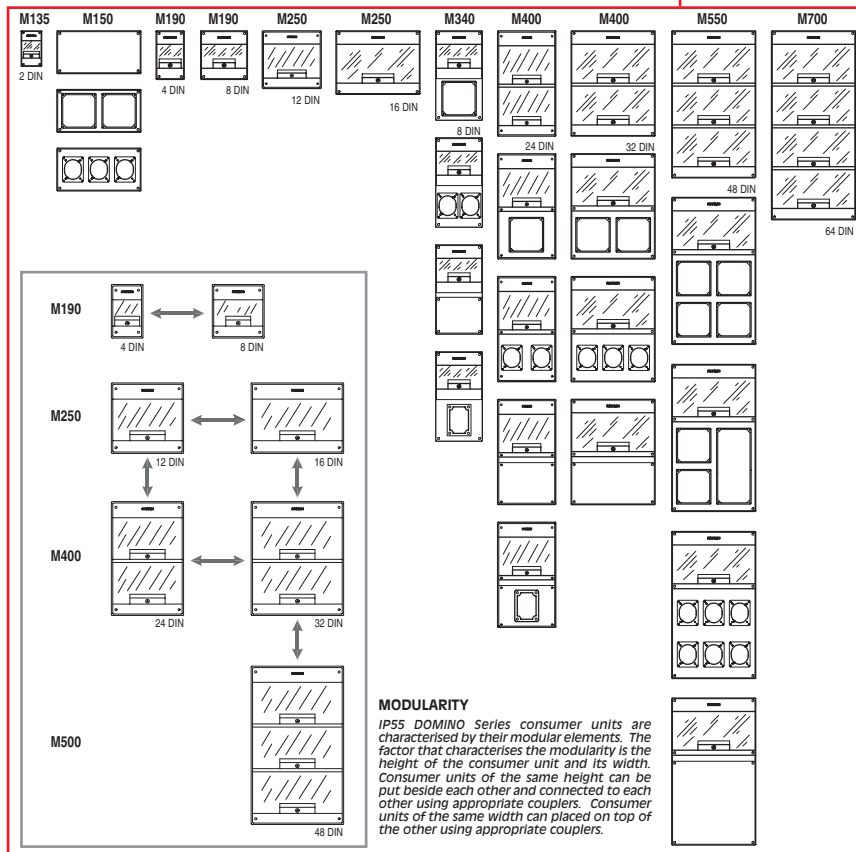 M135 M150 M190 M190 M250 M250 M340 M400 M400 M550 M700
2 DIN
4 DIN
8 DIN
12 DIN
16 DIN
8 DIN
24 DIN
32 DIN
48 DIN
64 DIN
M190
4 DIN
8 DIN
M250
12 DIN
16 DIN
M400
24 DIN
32 DIN
M500
48 DIN
MODULARITY
IP55 DOMINO Series consumer units are
characterised by their modular elements. The
factor that characterises the modularity is the
height of the consumer unit and its width.
Consumer units of the same height can be
put beside each other and connected to each
other using appropriate couplers. Consumer
units of the same width can placed on top of
the other using appropriate couplers.